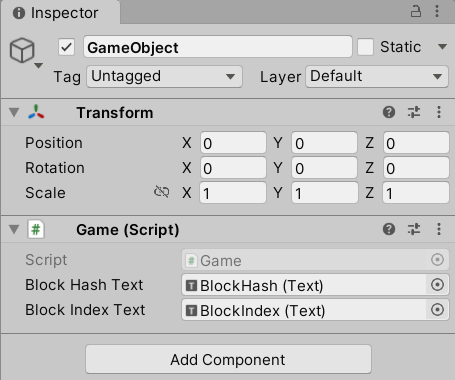 Inspector
GameObject Static
Tag Untagged Layer Default
Transform
Position X 0 Y 0 Z 0
Rotation X 0 Y 0 Z 0
Scale X 1 Y 1 Z 1
# Game (Script)
Script # Game
Block Hash Text T BlockHash (Text)
Block Index Text T BlockIndex (Text)
Add Component